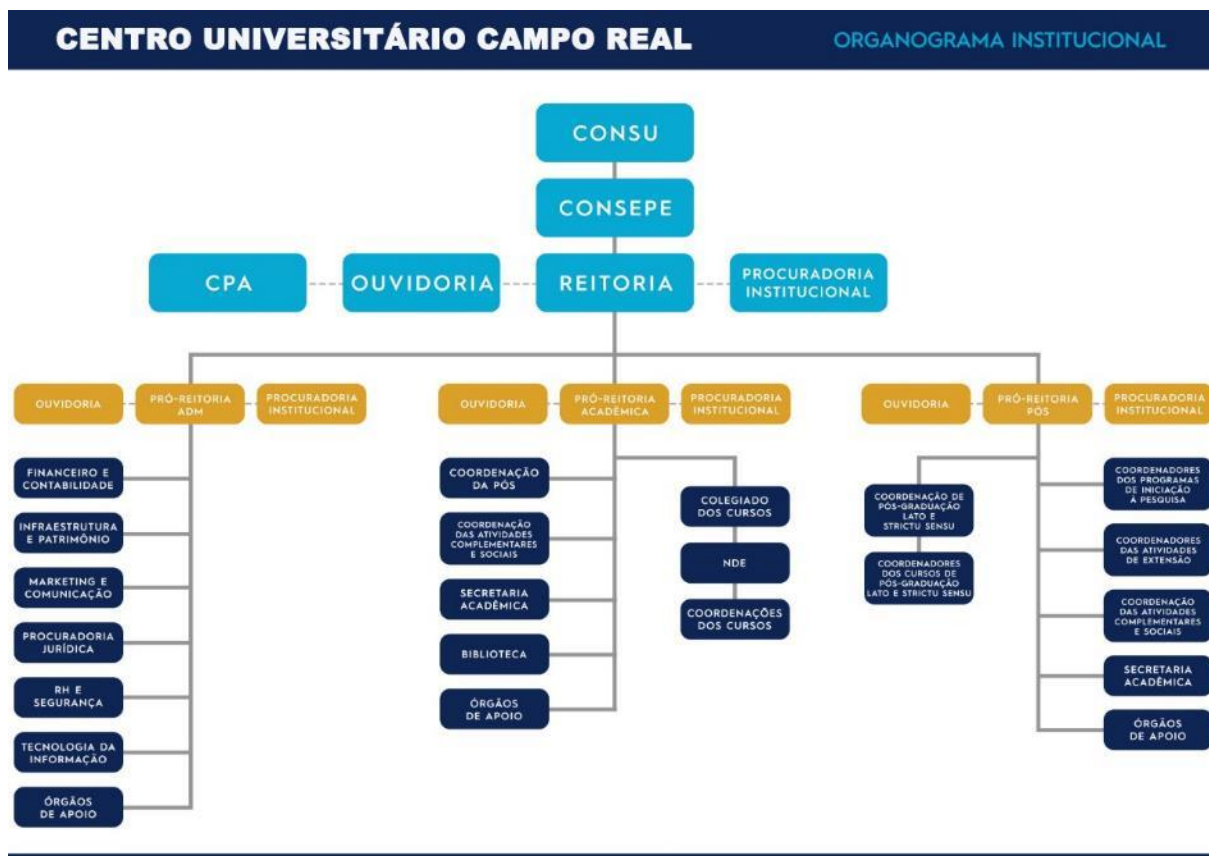 CENTRO UNIVERSITÁRIO CAMPO REAL
ORGANOGRAMA INSTITUCIONAL
CONSU
CONSEPE
CPA
OUVIDORIA
REITORIA
PROCURADORIA
INSTITUCIONAL
OUVIDORIA
PRÓ-REITORIA
ADM
PROCURADORIA
INSTITUCIONAL
FINANCEIRO E
CONTABILIDADE
INFRAESTRUTURA
E PATRIMÔNIO
MARKETING E
COMUNICAÇÃO
PROCURADORIA
JURÍDICA
RH E
SEGURANÇA
TECNOLOGIA DA
INFORMAÇÃO
ÓRGÃOS
DE APOIO
OUVIDORIA
PRÓ-REITORIA
ACADÊMICA
PROCURADORIA
INSTITUCIONAL
COORDENAÇÃO
DA PÓS
COORDENAÇÃO
DAS ATIVIDADES
COMPLEMENTARES
E SOCIAIS
SECRETARIA
ACADÊMICA
BIBLIOTECA
ÓRGÃOS
DE APOIO
COLEGIADO
DOS CURSOS
NDE
COORDENAÇÕES
DOS CURSOS
OUVIDORIA
PRÓ-REITORIA
PÓS
PROCURADORIA
INSTITUCIONAL
COORDENAÇÃO DE
PÓS-GRADUAÇÃO
LATO E
STRICTU SENSU
COORDENADORES
DOS CURSOS DE
PÓS-GRADUAÇÃO
LATO E STRICTU SENSU
COORDENADORES
DOS PROGRAMAS
DE INICIAÇÃO
À PESQUISA
COORDENADORES
DAS ATIVIDADES
DE EXTENSÃO
COORDENAÇÃO
DAS ATIVIDADES
COMPLEMENTARES
E SOCIAIS
SECRETARIA
ACADÊMICA
ÓRGÃOS
DE APOIO